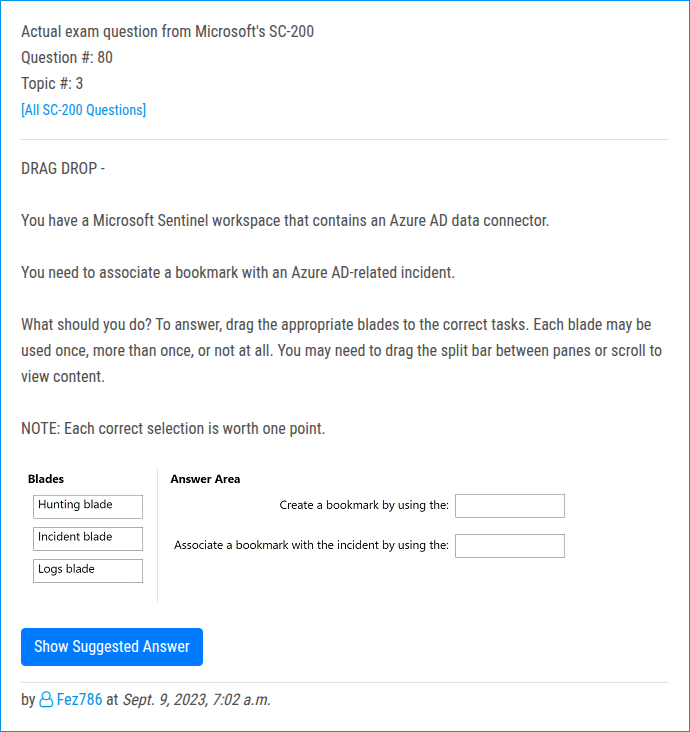 Actual exam question from Microsoft's SC-200
Question #: 80
Topic #: 3
[All SC-200 Questions]
DRAG DROP -
You have a Microsoft Sentinel workspace that contains an Azure AD data connector.
You need to associate a bookmark with an Azure AD-related incident.
What should you do? To answer, drag the appropriate blades to the correct tasks. Each blade may be
used once, more than once, or not at all. You may need to drag the split bar between panes or scroll to
view content.
NOTE: Each correct selection is worth one point.
Blades
Hunting blade
Incident blade
Logs blade
Answer Area
Create a bookmark by using the:
Associate a bookmark with the incident by using the:
Show Suggested Answer
by Fez786 at Sept. 9, 2023, 7:02 a.m.